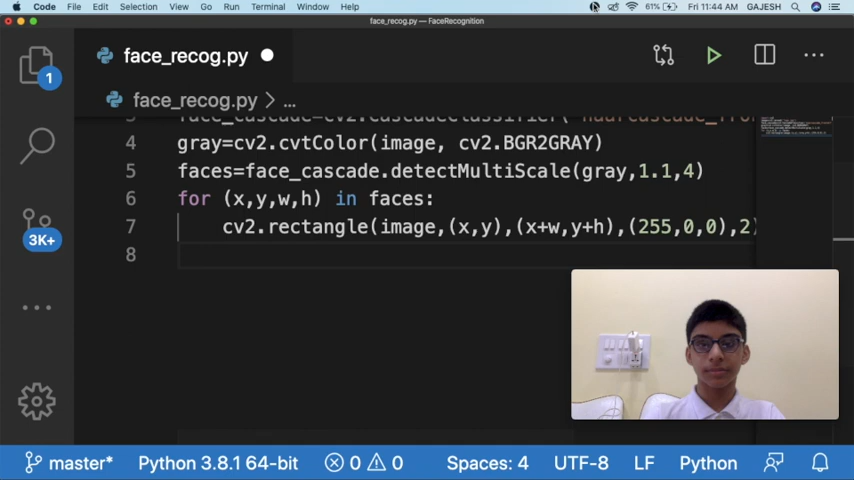 Code File Edit Selection View Go Run Terminal Window Help 61% Fri 11:44 AM GAJESH
face_recog.py — FaceRecognition
face_recog.py
1
face_recog.py > ...
4 gray=cv2.cvtColor(image, cv2.BGR2GRAY)
5 faces=face_cascade.detectMultiScale(gray,1.1,4)
6 for (x,y,w,h) in faces:
7 cv2.rectangle(image,(x,y),(x+w,y+h),(255,0,0),2)
3K+
8
master* Python 3.8.1 64-bit 0 0 Spaces: 4 UTF-8 LF Python